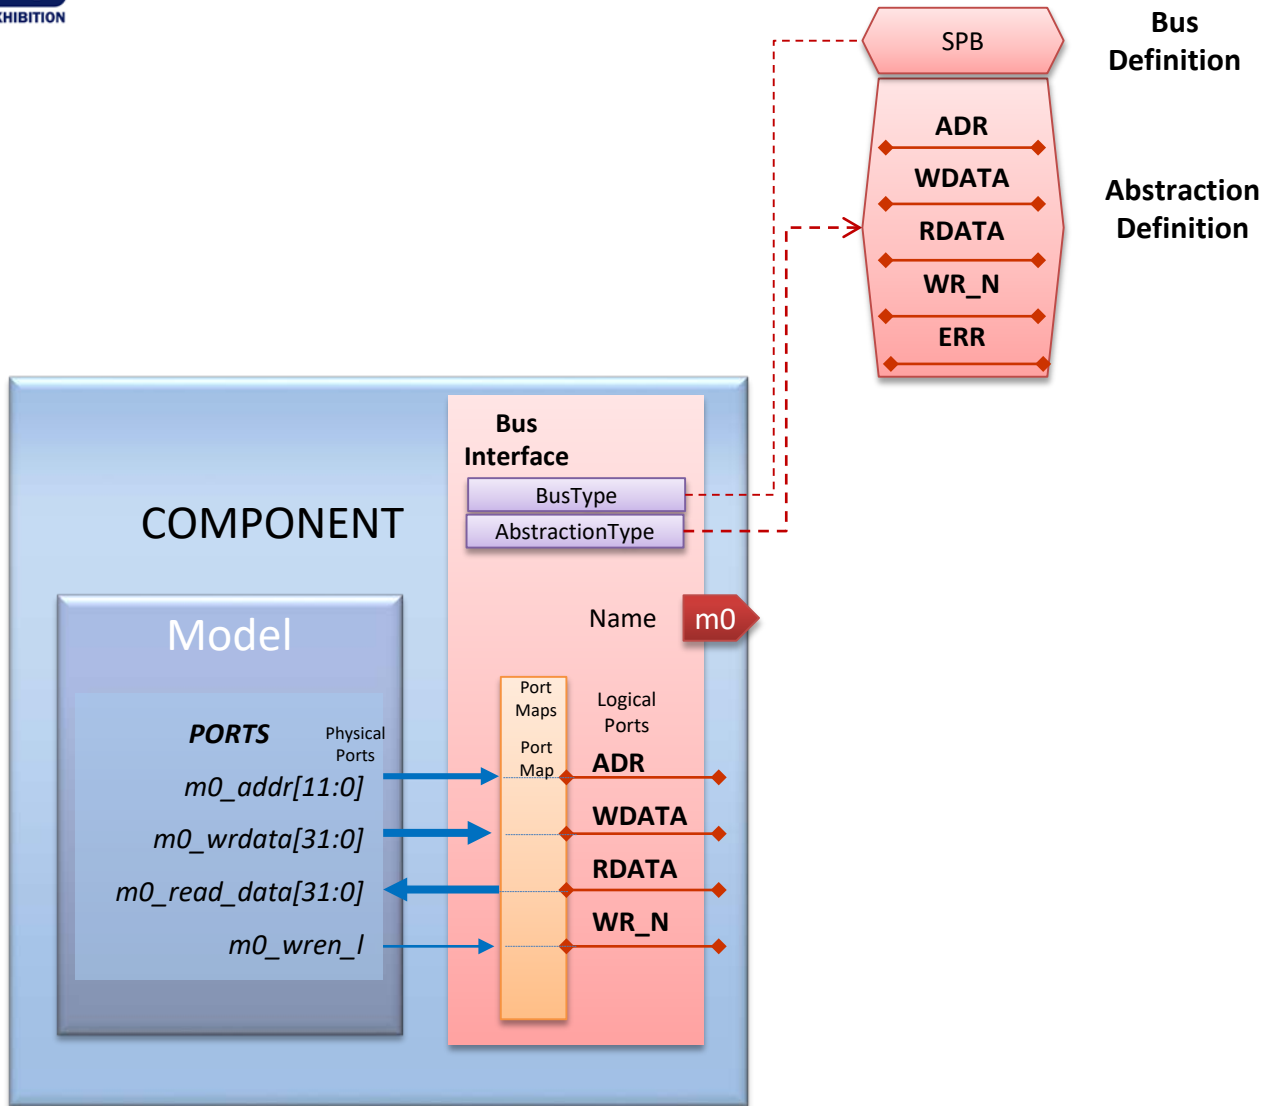 XHIBITION
SPB
Bus
Definition
ADR
WDATA
RDATA
WR_N
ERR
Abstraction
Definition
Bus
Interface
BusType
AbstractionType
COMPONENT
Name
m0
Model
PORTS
Physical
Ports
m0_addr[11:0]
m0_wrdata[31:0]
m0_read_data[31:0]
m0_wren_l
Port
Maps
Port
Map
Logical
Ports
ADR
WDATA
RDATA
WR_N